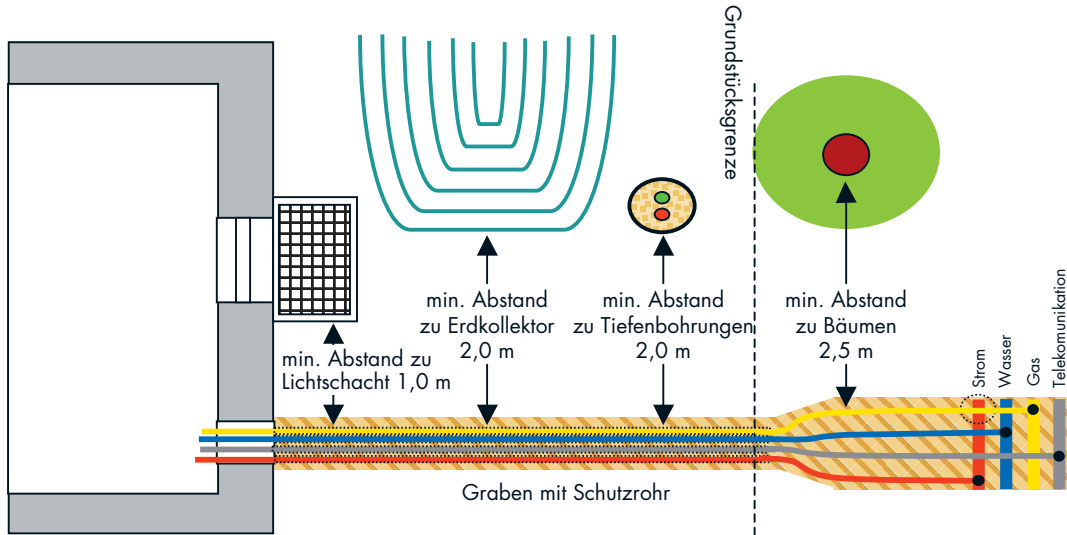 Grundstücksgrenze
min. Abstand
zu Erdkollektor
2,0 m
min. Abstand
zu Tiefenbohrungen
2,0 m
min. Abstand
zu Bäumen
2,5 m
min. Abstand zu
Lichtschacht 1,0 m
Strom
Wasser
Gas
Telekomunikation
Graben mit Schutzrohr